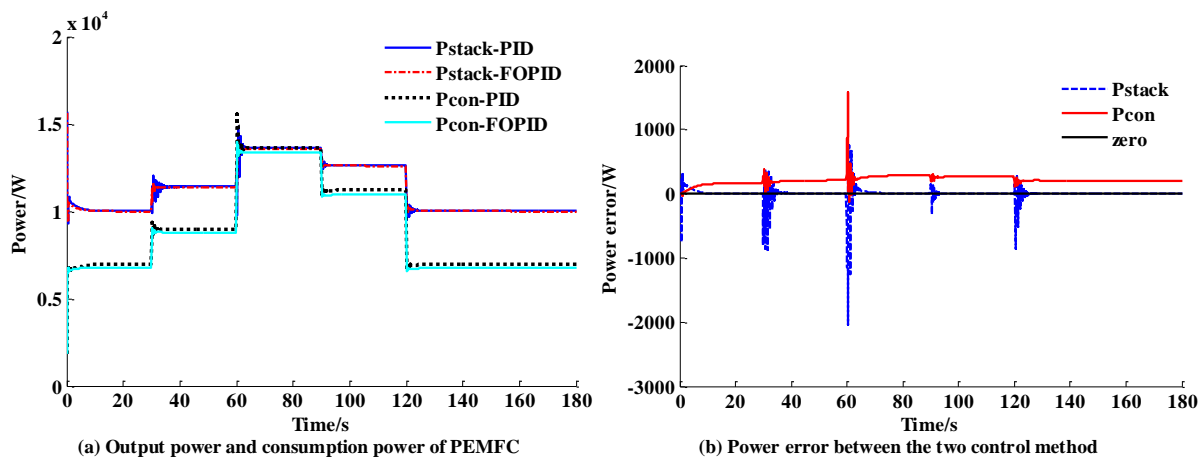 x 10^4
2
1.5
1
0.5
0
Power/W
Pstack-PID
Pstack-FOPID
Pcon-PID
Pcon-FOPID
0 20 40 60 80 100 120 140 160 180
Time/s
(a) Output power and consumption power of PEMFC
2000
1000
0
-1000
-2000
-3000
Power error/W
Pstack
Pcon
zero
0 20 40 60 80 100 120 140 160 180
Time/s
(b) Power error between the two control method